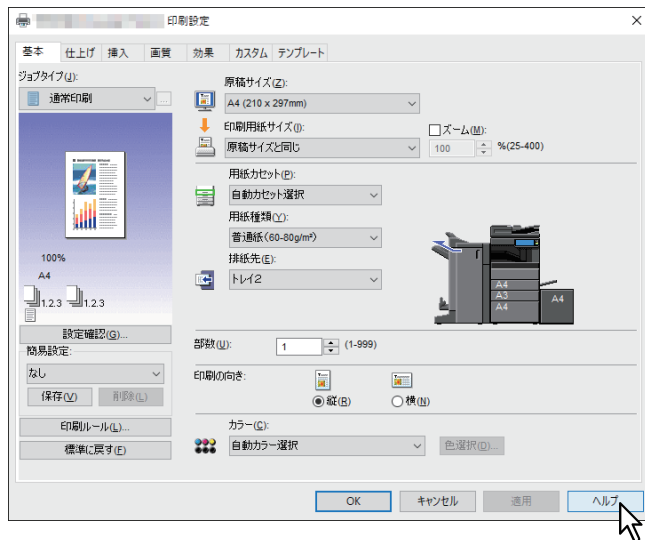 印刷設定
基本 仕上げ 挿入 画質 効果 カスタム テンプレート
ジョブタイプ(J):
通常印刷
...
100%
A4
1.2.3 1.2.3
設定確認(G)...
簡易設定:
なし
保存(V) 削除(L)
印刷ルール(L)...
標準に戻す(F)
原稿サイズ(Z):
A4 (210 x 297mm)
印刷用紙サイズ(I):
原稿サイズと同じ
ズーム(M):
100 %(25-400)
用紙カセット(P):
自動カセット選択
用紙種類(Y):
普通紙(60-80g/m²)
排紙先(E):
トレイ2
A4
A3
A4
A4
部数(U):
1 (1-999)
印刷の向き:
縦(R) 横(N)
カラー(C):
自動カラー選択
色選択(D)...
OK キャンセル 適用 ヘルプ